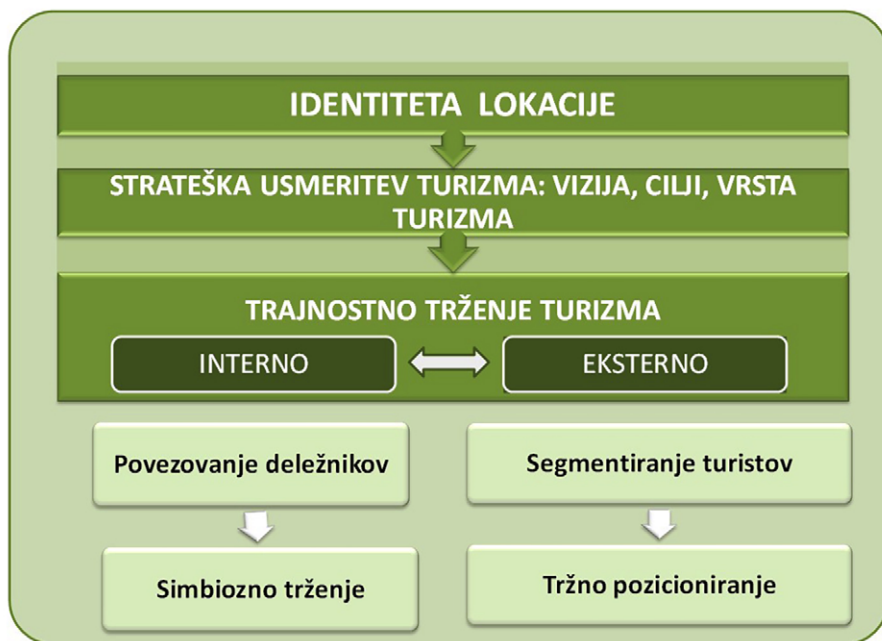 IDENTITETA LOKACIJE
STRATEŠKA USMERITEV TURIZMA: VIZIJA, CILJI, VRSTA
TURIZMA
TRAJNOSTNO TRŽENJE TURIZMA
INTERNO
EKSTERNO
Povezovanje deležnikov
Segmentiranje turistov
Simbiozno trženje
Tržno pozicioniranje